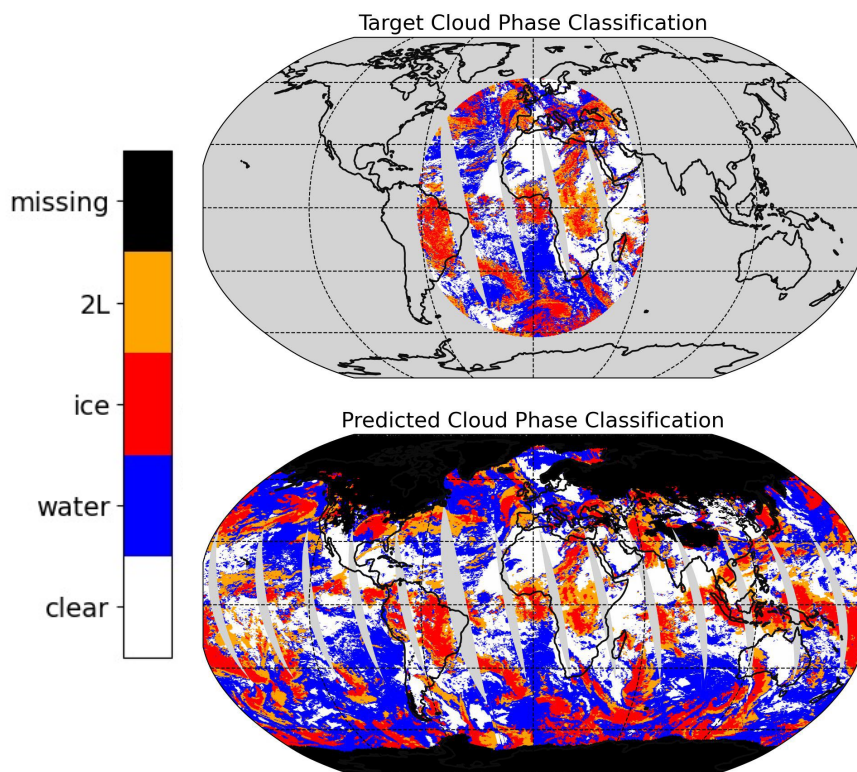 Target Cloud Phase Classification
missing
2L
ice
water
clear
Predicted Cloud Phase Classification